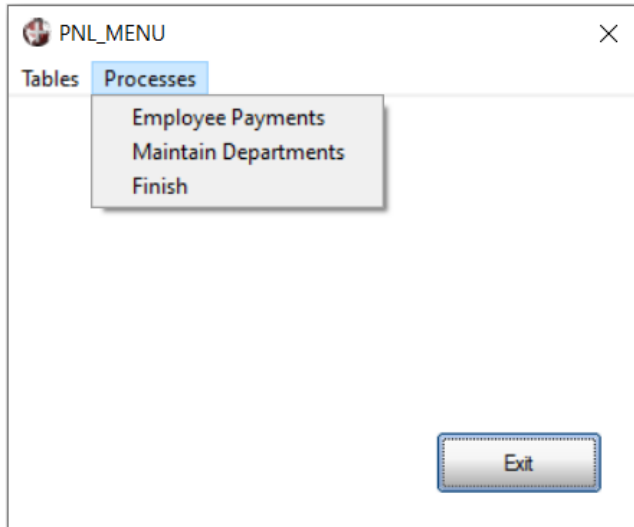 PNL_MENU
Tables Processes
Employee Payments
Maintain Departments
Finish
Exit